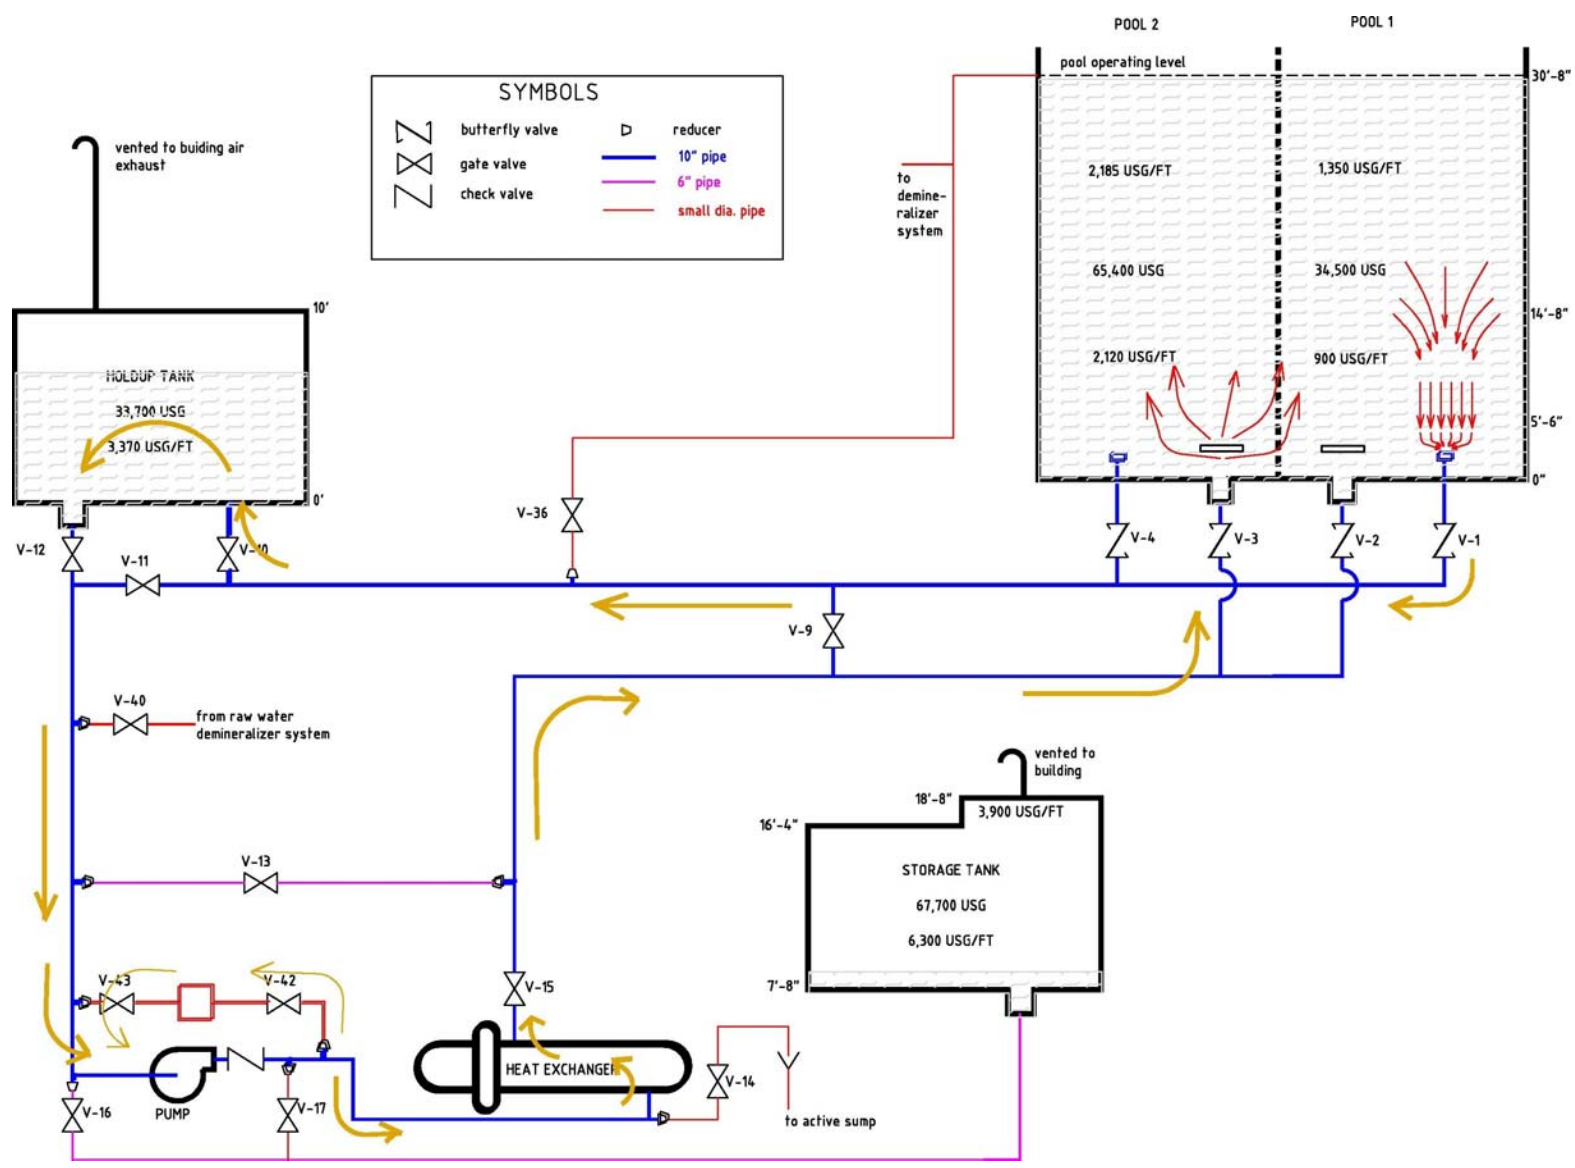 POOL 2
POOL 1
pool operating level
30'-8"
SYMBOLS
butterfly valve
reducer
gate valve
10" pipe
check valve
6" pipe
small dia. pipe
vented to buiding air
exhaust
to
demine-
ralizer
system
2,185 USG/FT
1,350 USG/FT
65,400 USG
34,500 USG
14'-8"
2,120 USG/FT
900 USG/FT
5'-6"
0"
10'
HOLDUP TANK
33,700 USG
3,370 USG/FT
0'
V-12
V-11
V-10
V-36
V-4
V-3
V-2
V-1
V-9
V-40
from raw water
demineralizer system
vented to
building
18'-8"
3,900 USG/FT
16'-4"
STORAGE TANK
67,700 USG
6,300 USG/FT
7'-8"
V-13
V-43
V-42
V-15
HEAT EXCHANGER
V-14
to active sump
PUMP
V-16
V-17